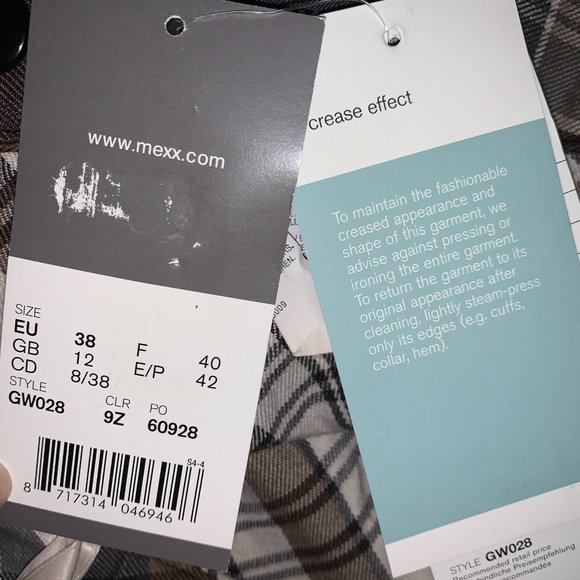 www.mexx.com
SIZE
EU 38 F 40
GB 12 E/P 42
CD 8/38
STYLE CLR PO
GW028 9Z 60928
S4-4
8 717314 046946
crease effect
To maintain the fashionable
creased appearance and
shape of this garment, we
advise against pressing or
ironing the entire garment.
To return the garment to its
original appearance after
cleaning, lightly steam-press
only its edges (e.g. cuffs,
collar, hem).
STYLE GW028
recommended retail price
Preisempfehlung